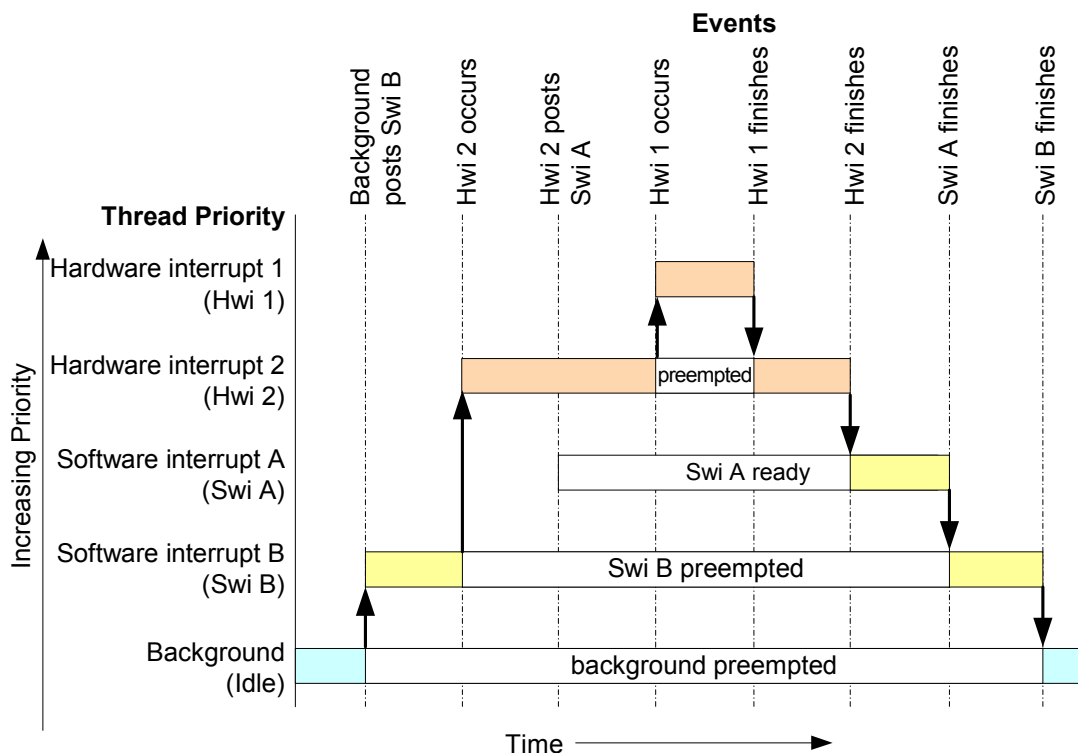 Events
Background
posts Swi B
Hwi 2 occurs
Hwi 2 posts
Swi A
Hwi 1 occurs
Hwi 1 finishes
Hwi 2 finishes
Swi A finishes
Swi B finishes
Thread Priority
Increasing Priority
Hardware interrupt 1
(Hwi 1)
Hardware interrupt 2
(Hwi 2)
preempted
Software interrupt A
(Swi A)
Swi A ready
Software interrupt B
(Swi B)
Swi B preempted
Background
(Idle)
background preempted
Time